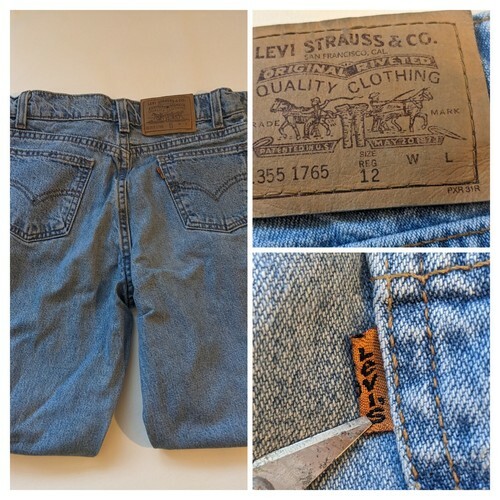 LEVI STRAUSS & CO.
SAN FRANCISCO, CAL.
ORIGINAL RIVETED
QUALITY CLOTHING
TRADE MARK
PATENTED IN U.S. MAY 20 1873
SIZE
REG W L
355 1765 12
PXR 31R
LEVI'S